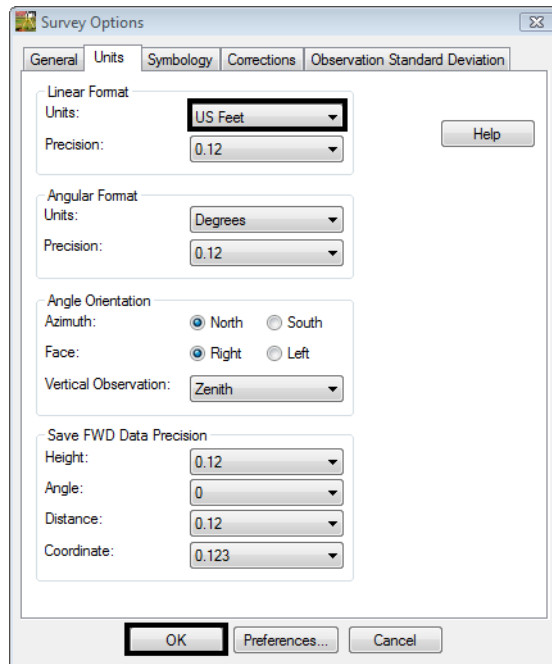 Survey Options
General Units Symbology Corrections Observation Standard Deviation
Linear Format
Units: US Feet
Help
Precision: 0.12
Angular Format
Units: Degrees
Precision: 0.12
Angle Orientation
Azimuth: North South
Face: Right Left
Vertical Observation: Zenith
Save FWD Data Precision
Height: 0.12
Angle: 0
Distance: 0.12
Coordinate: 0.123
OK Preferences... Cancel